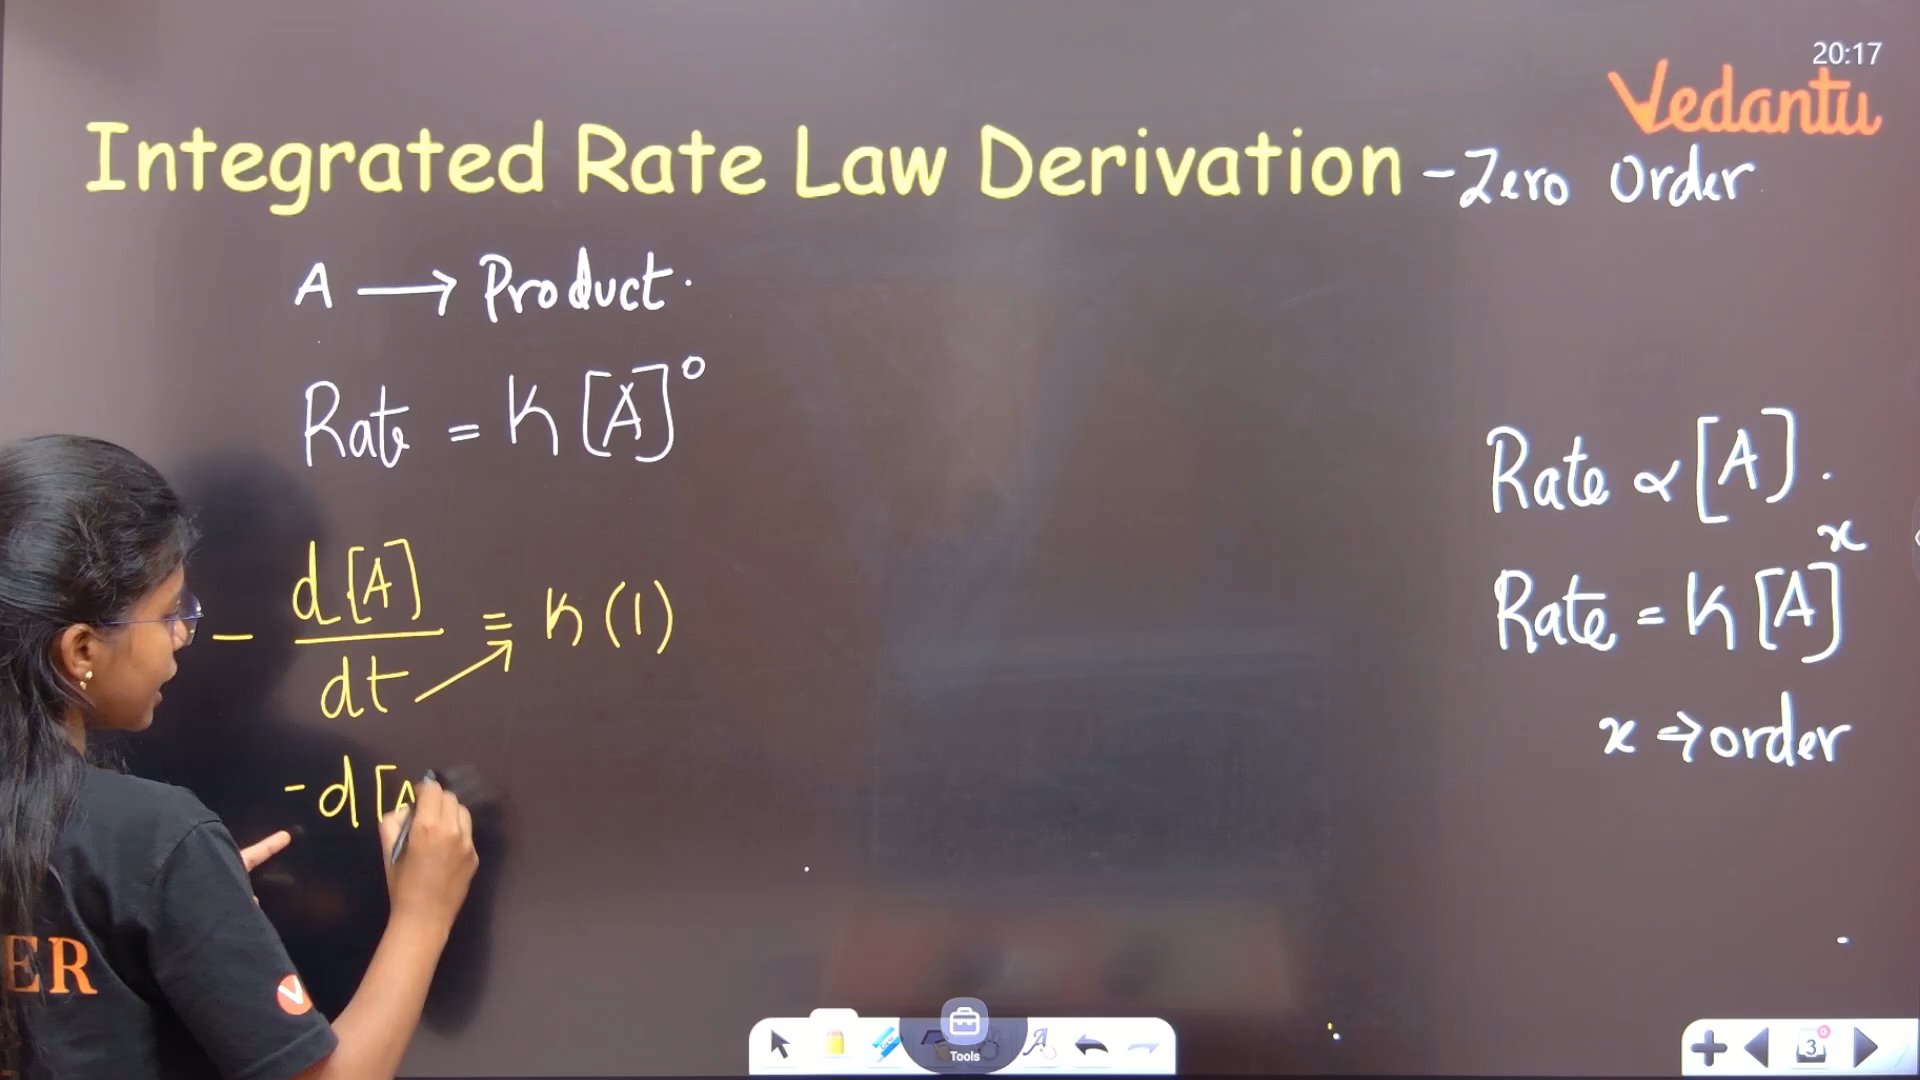 20:17
Vedantu
Integrated Rate Law Derivation - Zero Order
A ⟶ Product.
Rate = K [A]⁰
- d[A]/dt = K (1)
- d [A
Rate ∝ [A].
Rate = K [A]ˣ
x ⇒ order
ER
V
Tools
3